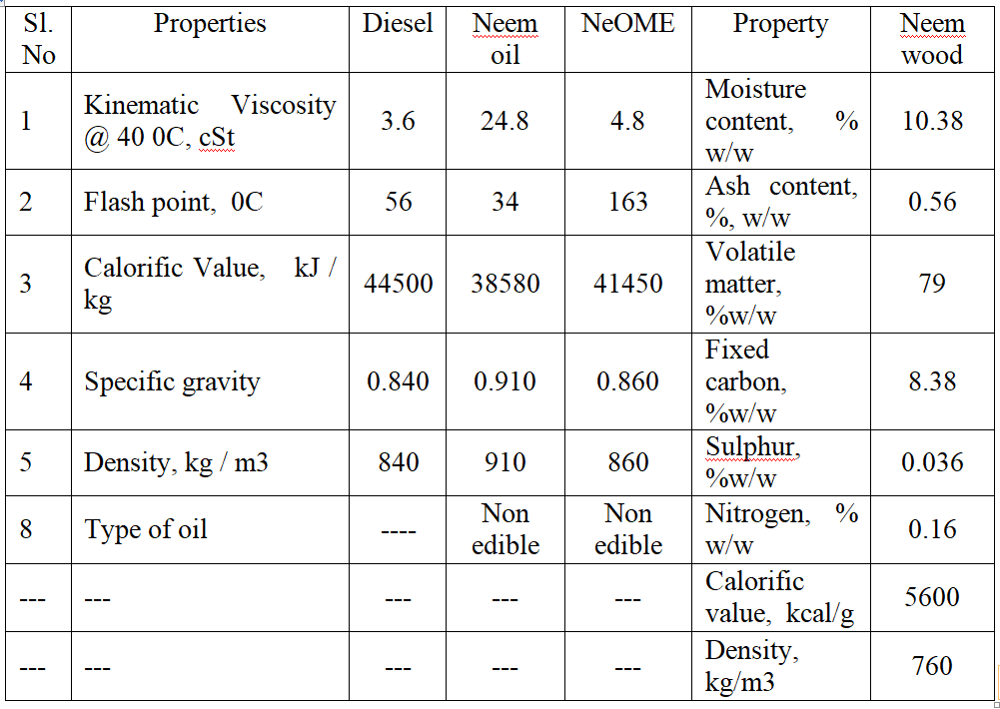 Sl. No | Properties | Diesel | Neem oil | NeOME | Property | Neem wood
1 | Kinematic Viscosity @ 40 0C, cSt | 3.6 | 24.8 | 4.8 | Moisture content, % w/w | 10.38
2 | Flash point, 0C | 56 | 34 | 163 | Ash content, %, w/w | 0.56
3 | Calorific Value, kJ / kg | 44500 | 38580 | 41450 | Volatile matter, %w/w | 79
4 | Specific gravity | 0.840 | 0.910 | 0.860 | Fixed carbon, %w/w | 8.38
5 | Density, kg / m3 | 840 | 910 | 860 | Sulphur, %w/w | 0.036
8 | Type of oil | ---- | Non edible | Non edible | Nitrogen, % w/w | 0.16
--- | --- | --- | --- | --- | Calorific value, kcal/g | 5600
--- | --- | --- | --- | --- | Density, kg/m3 | 760